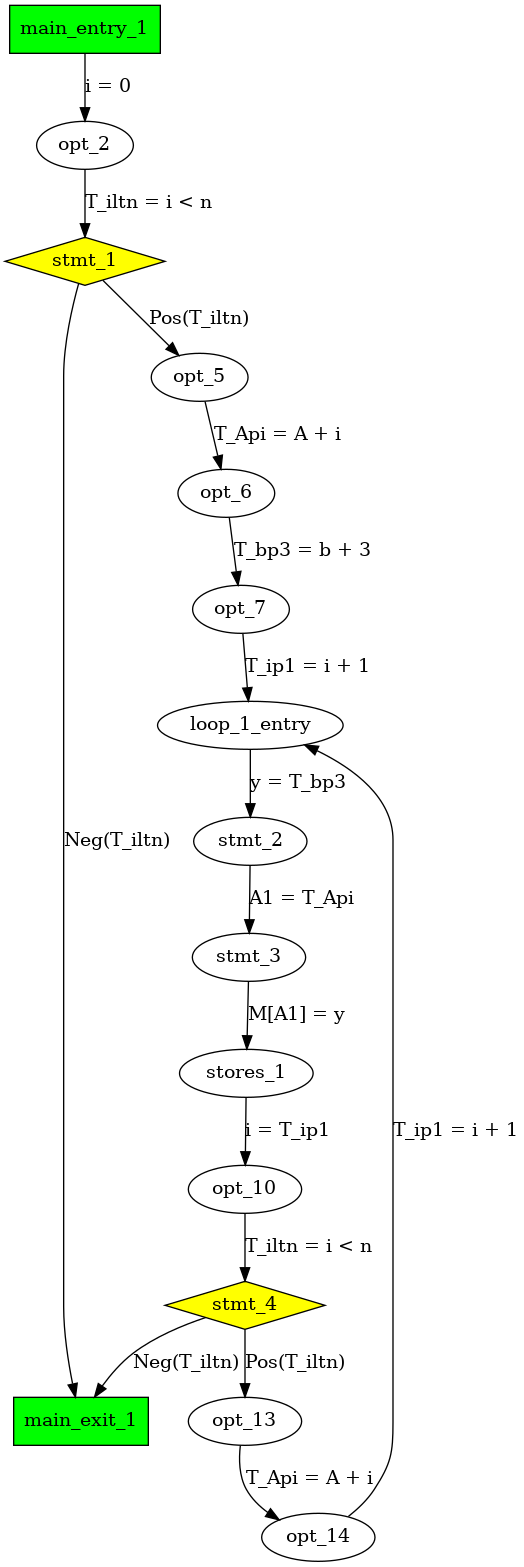 main_entry_1
i = 0
opt_2
T_iltn = i < n
stmt_1
Pos(T_iltn)
opt_5
T_Api = A + i
opt_6
T_bp3 = b + 3
opt_7
T_ip1 = i + 1
loop_1_entry
y = T_bp3
stmt_2
Neg(T_iltn)
A1 = T_Api
stmt_3
M[A1] = y
stores_1
i = T_ip1
T_ip1 = i + 1
opt_10
T_iltn = i < n
stmt_4
Neg(T_iltn)
Pos(T_iltn)
main_exit_1
opt_13
T_Api = A + i
opt_14